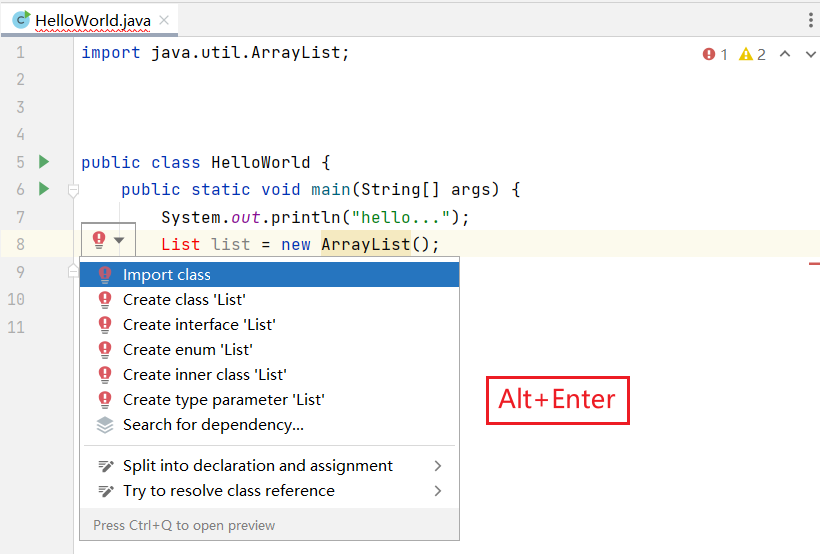 HelloWorld.java
1 import java.util.ArrayList; 1 2
2
3
4
5 public class HelloWorld {
6 public static void main(String[] args) {
7 System.out.println("hello...");
8 List list = new ArrayList();
9
10
11
Import class
Create class 'List'
Create interface 'List'
Create enum 'List'
Create inner class 'List'
Create type parameter 'List'
Search for dependency...
Split into declaration and assignment
Try to resolve class reference
Press Ctrl+Q to open preview
Alt+Enter